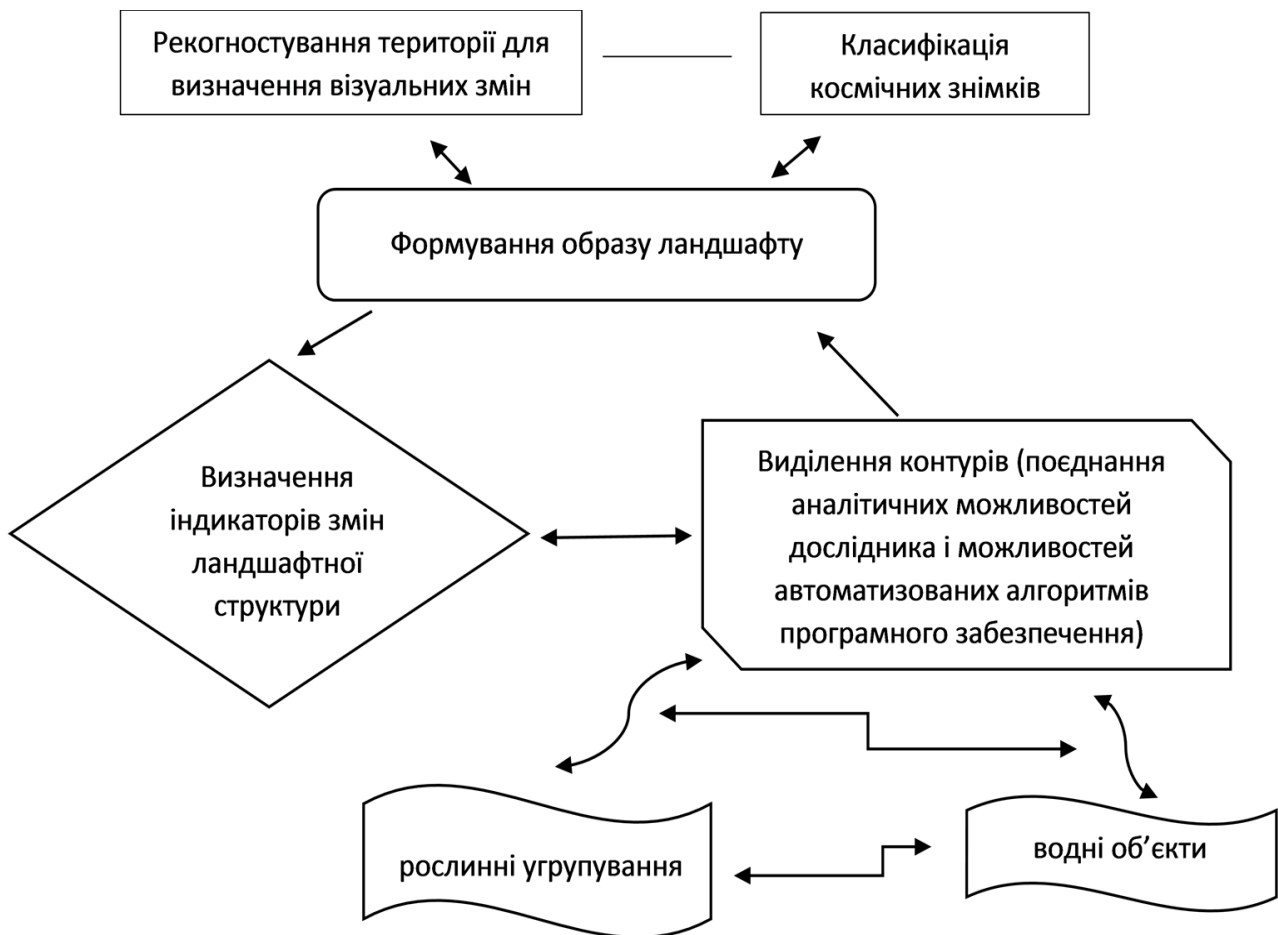 Рекогностування території для
визначення візуальних змін
Класифікація
космічних знімків
Формування образу ландшафту
Визначення
індикаторів змін
ландшафтної
структури
Виділення контурів (поєднання
аналітичних можливостей
дослідника і можливостей
автоматизованих алгоритмів
програмного забезпечення)
рослинні угрупування
водні об’єкти